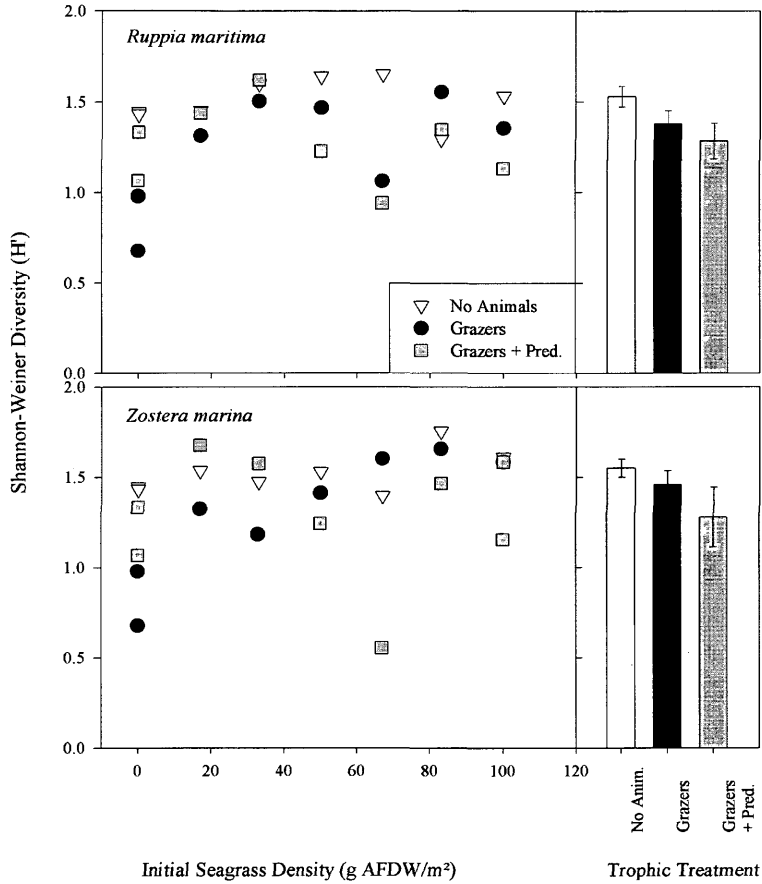 Shannon-Weiner Diversity (H')
2.0
1.5
1.0
0.5
0.0
Ruppia maritima
No Animals
Grazers
Grazers + Pred.
2.0
1.5
1.0
0.5
0.0
Zostera marina
0 20 40 60 80 100 120
No Anim.
Grazers
Grazers
+ Pred.
Initial Seagrass Density (g AFDW/m²)
Trophic Treatment